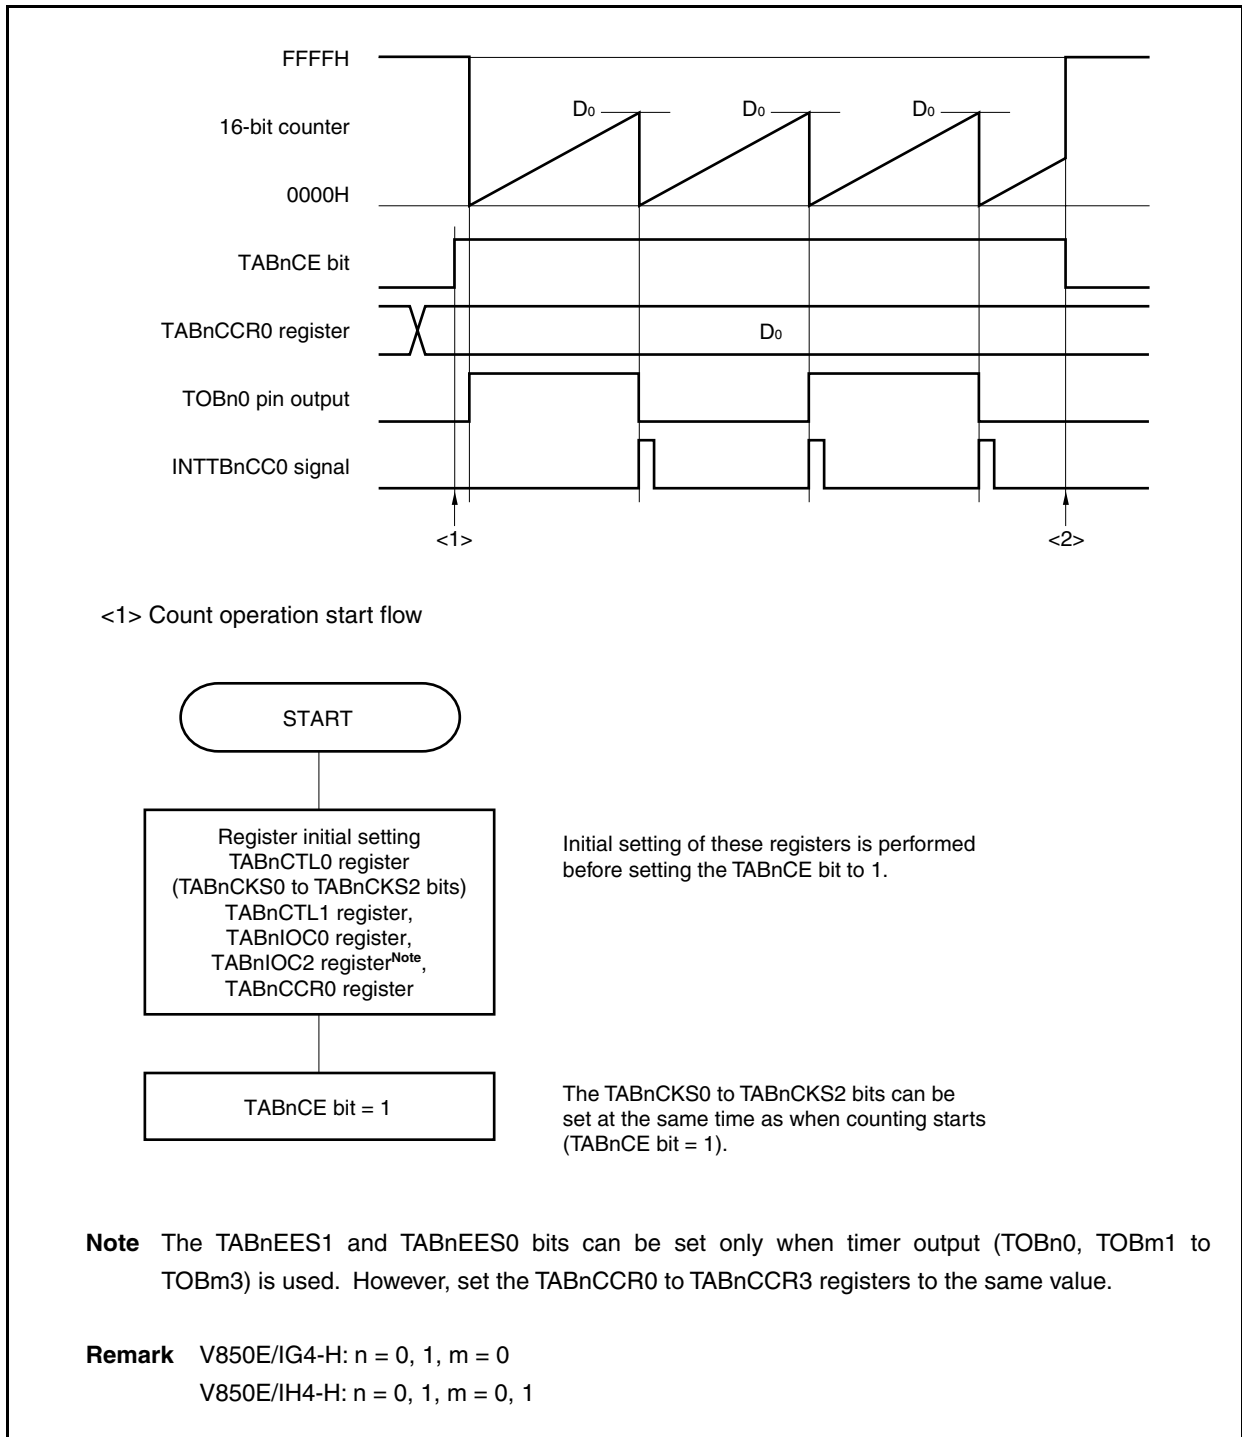 FFFFH
D0
D0
D0
16-bit counter
0000H
TABnCE bit
TABnCCR0 register
D0
TOBn0 pin output
INTTBnCC0 signal
<1>
<2>
<1> Count operation start flow
START
Register initial setting
TABnCTL0 register
(TABnCKS0 to TABnCKS2 bits)
TABnCTL1 register,
TABnIOC0 register,
TABnIOC2 registerNote,
TABnCCR0 register
Initial setting of these registers is performed
before setting the TABnCE bit to 1.
TABnCE bit = 1
The TABnCKS0 to TABnCKS2 bits can be
set at the same time as when counting starts
(TABnCE bit = 1).
Note The TABnEES1 and TABnEES0 bits can be set only when timer output (TOBn0, TOBm1 to
TOBm3) is used. However, set the TABnCCR0 to TABnCCR3 registers to the same value.
Remark V850E/IG4-H: n = 0, 1, m = 0
V850E/IH4-H: n = 0, 1, m = 0, 1